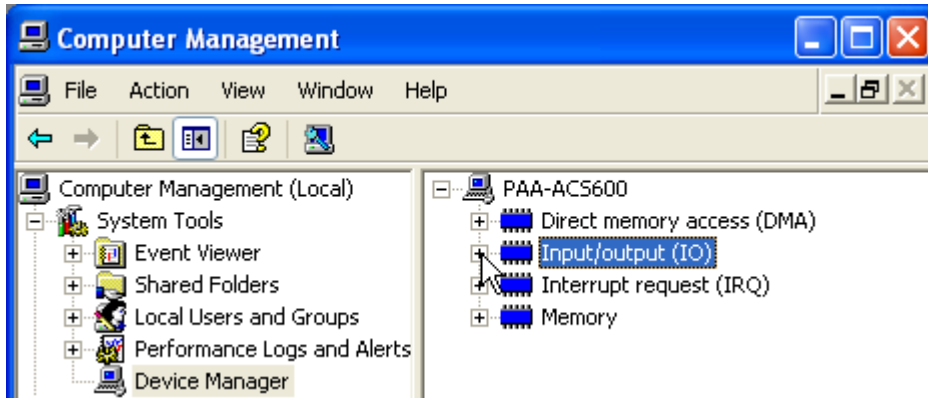 Computer Management
File Action View Window Help
Computer Management (Local)
System Tools
Event Viewer
Shared Folders
Local Users and Groups
Performance Logs and Alerts
Device Manager
PAA-ACS600
Direct memory access (DMA)
Input/output (IO)
Interrupt request (IRQ)
Memory